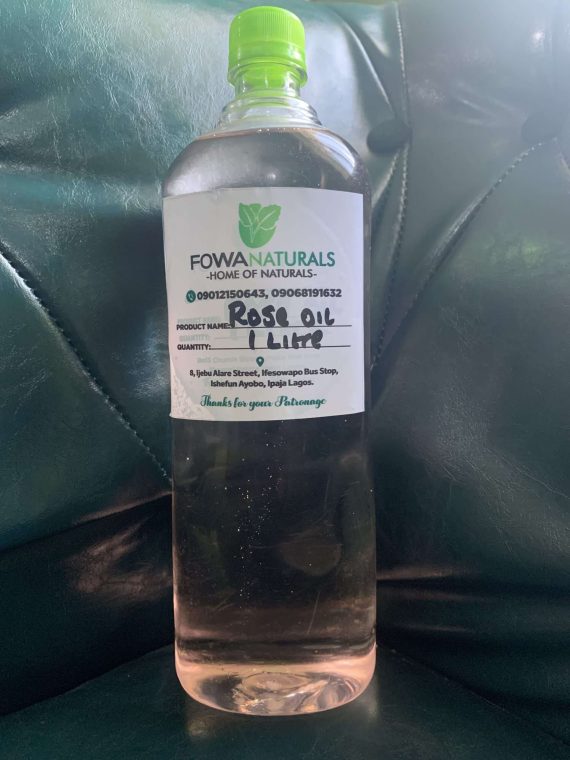 FOWANATURALS
-HOME OF NATURALS-
09012150643, 09068191632
PRODUCT NAME: ROSE OIL
QUANTITY: 1 LITRE
8, Ijebu Alare Street, Ifesowapo Bus Stop,
Ishefun Ayobo, Ipaja Lagos.
Thanks for your Patronage